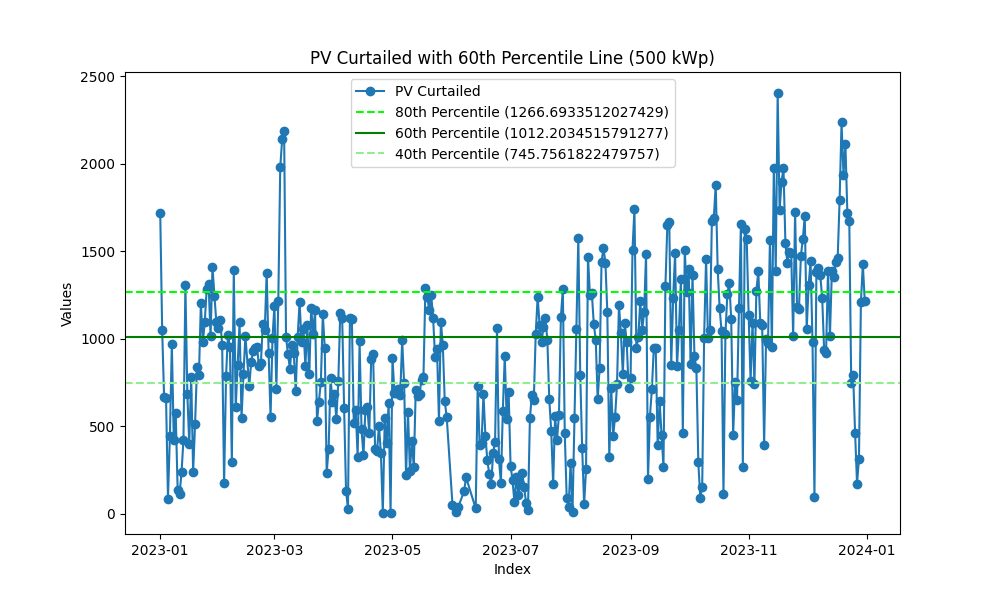 PV Curtailed with 60th Percentile Line (500 kWp)
2500
2000
1500
1000
500
0
Values
PV Curtailed
80th Percentile (1266.6933512027429)
60th Percentile (1012.2034515791277)
40th Percentile (745.7561822479757)
2023-01
2023-03
2023-05
2023-07
2023-09
2023-11
2024-01
Index